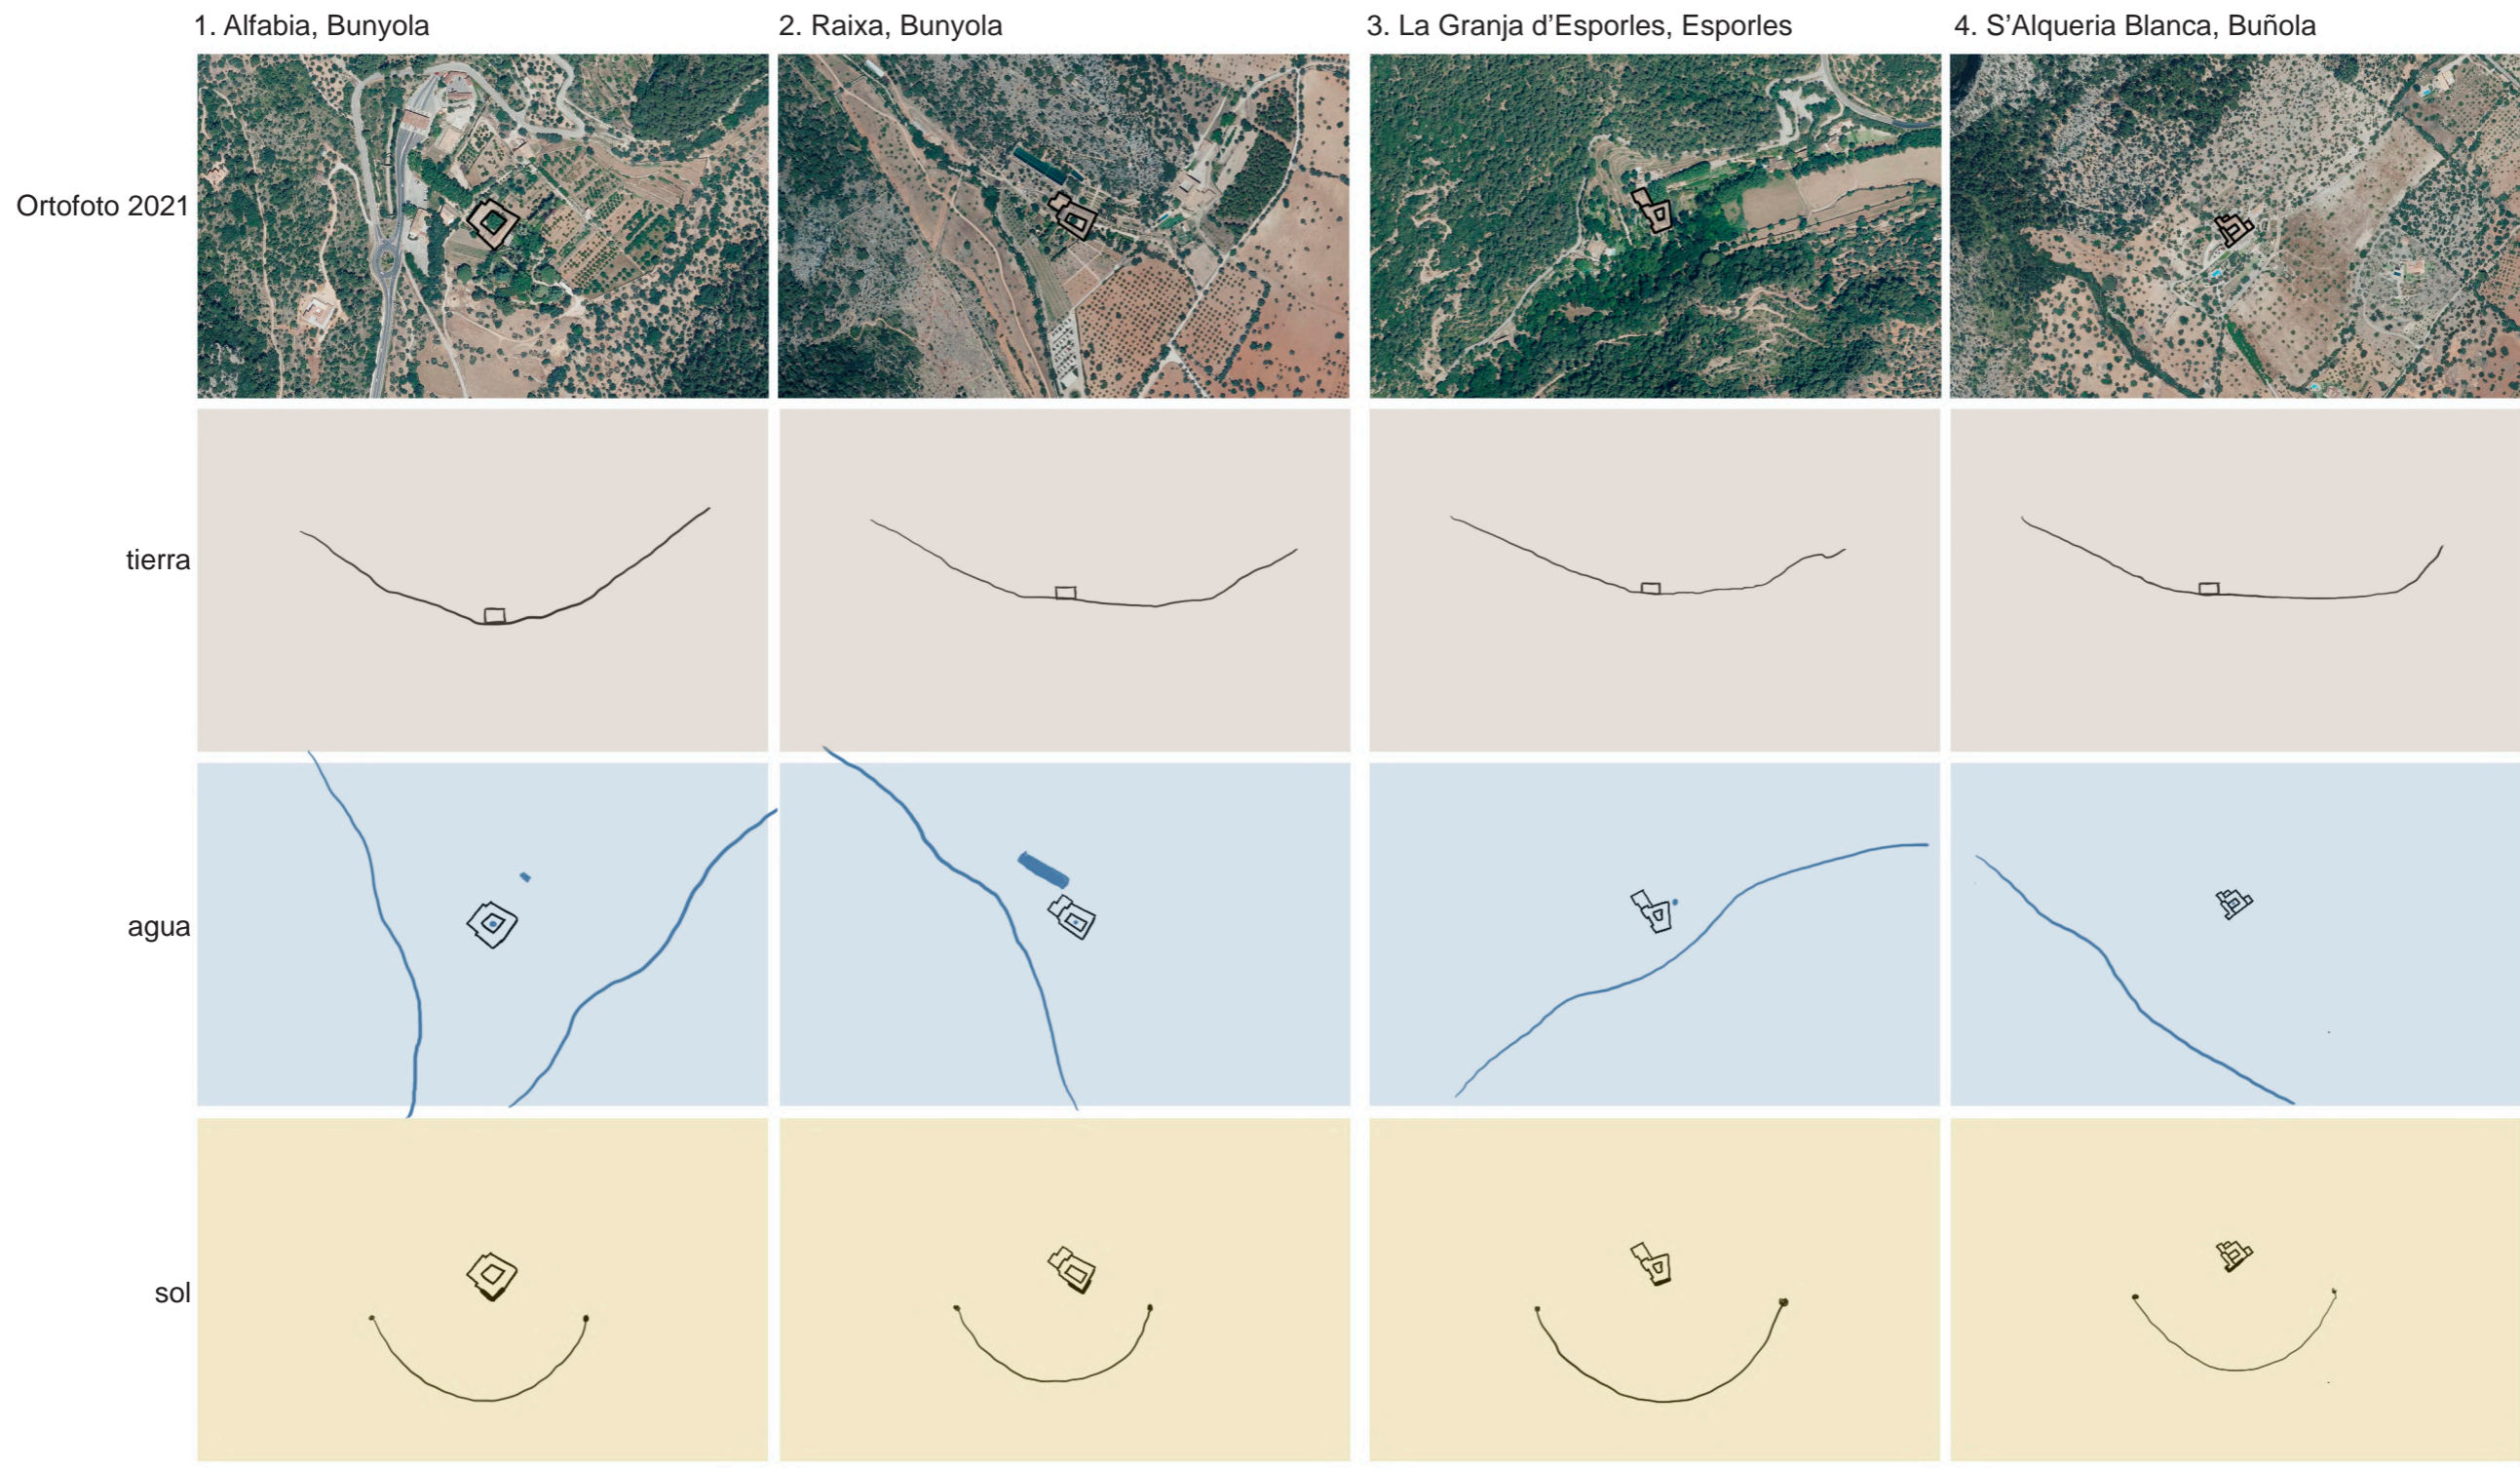 1. Alfabia, Bunyola
2. Raixa, Bunyola
3. La Granja d’Esporles, Esporles
4. S’Alqueria Blanca, Buñola
Ortofoto 2021
tierra
agua
sol